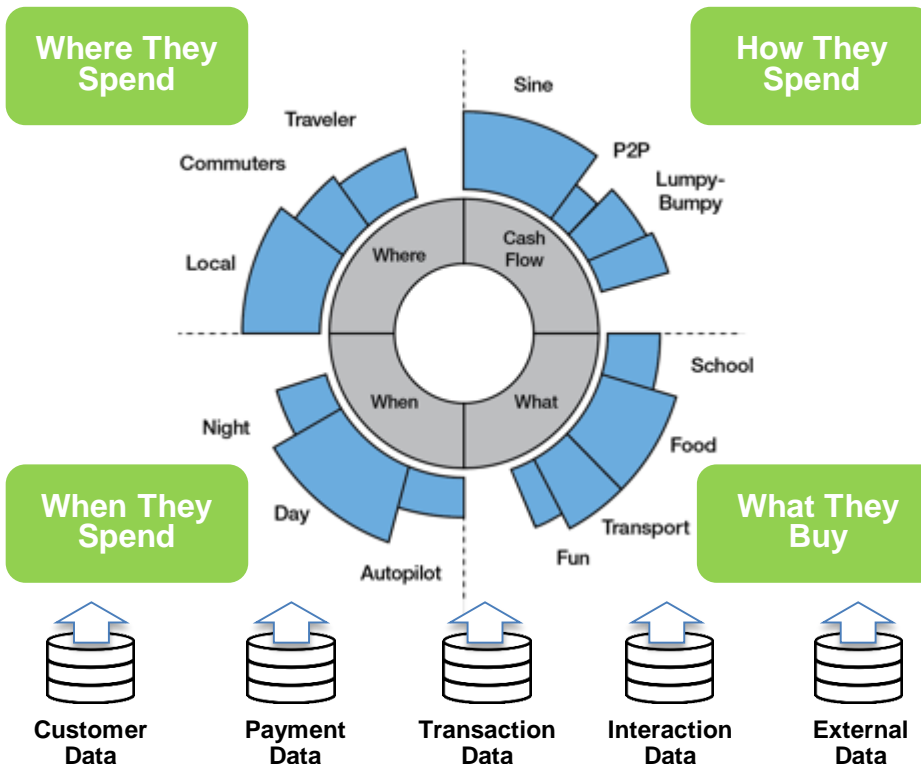 Where They
Spend
How They
Spend
Sine
Traveler
P2P
Commuters
Lumpy-
Bumpy
Local
Where
Cash
Flow
When
What
School
Night
Food
Day
Transport
Fun
Autopilot
When They
Spend
What They
Buy
Customer
Data
Payment
Data
Transaction
Data
Interaction
Data
External
Data